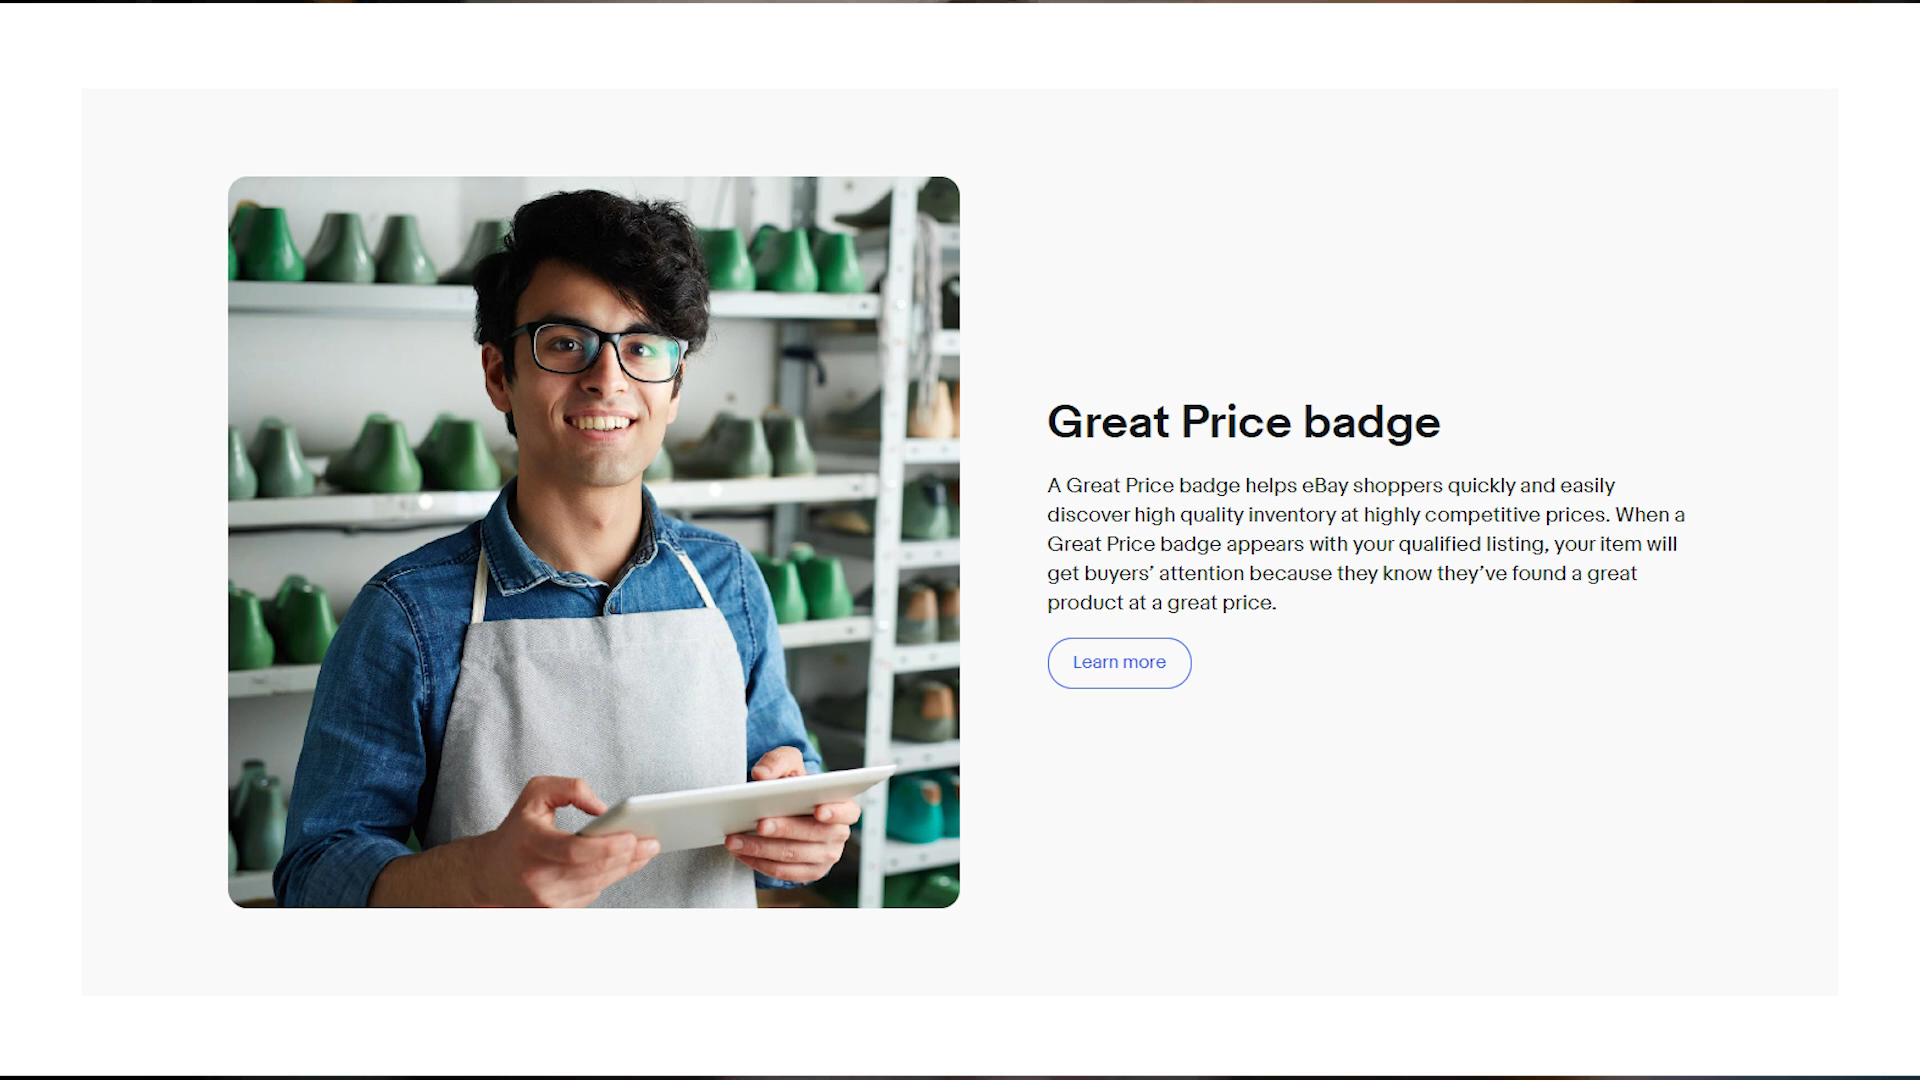 Great Price badge
A Great Price badge helps eBay shoppers quickly and easily
discover high quality inventory at highly competitive prices. When a
Great Price badge appears with your qualified listing, your item will
get buyers’ attention because they know they’ve found a great
product at a great price.
Learn more